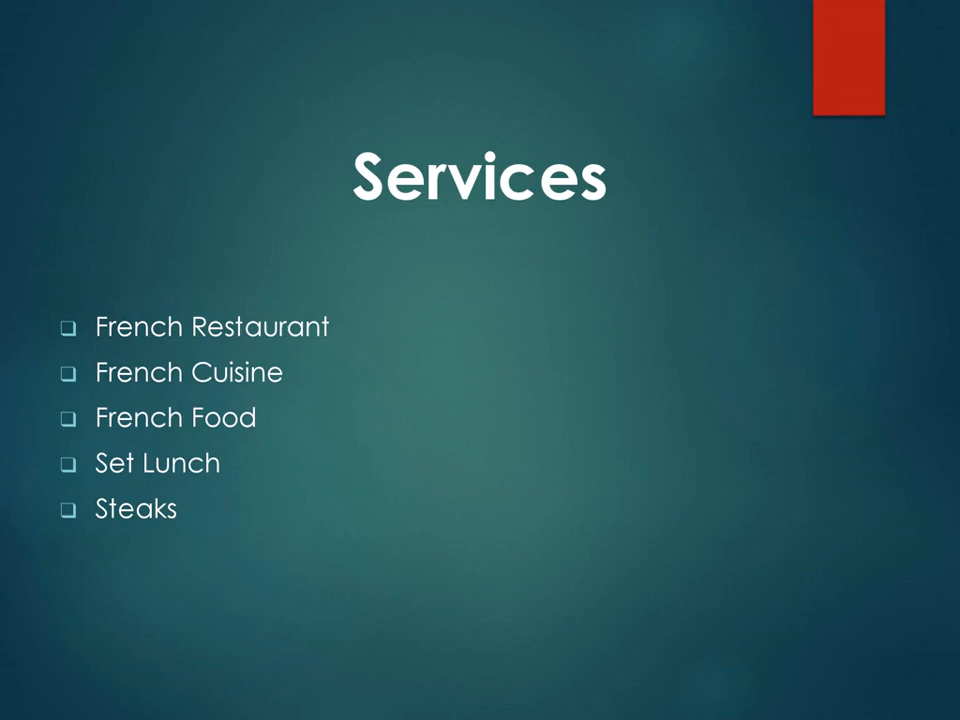 Services
French Restaurant
French Cuisine
French Food
Set Lunch
Steaks